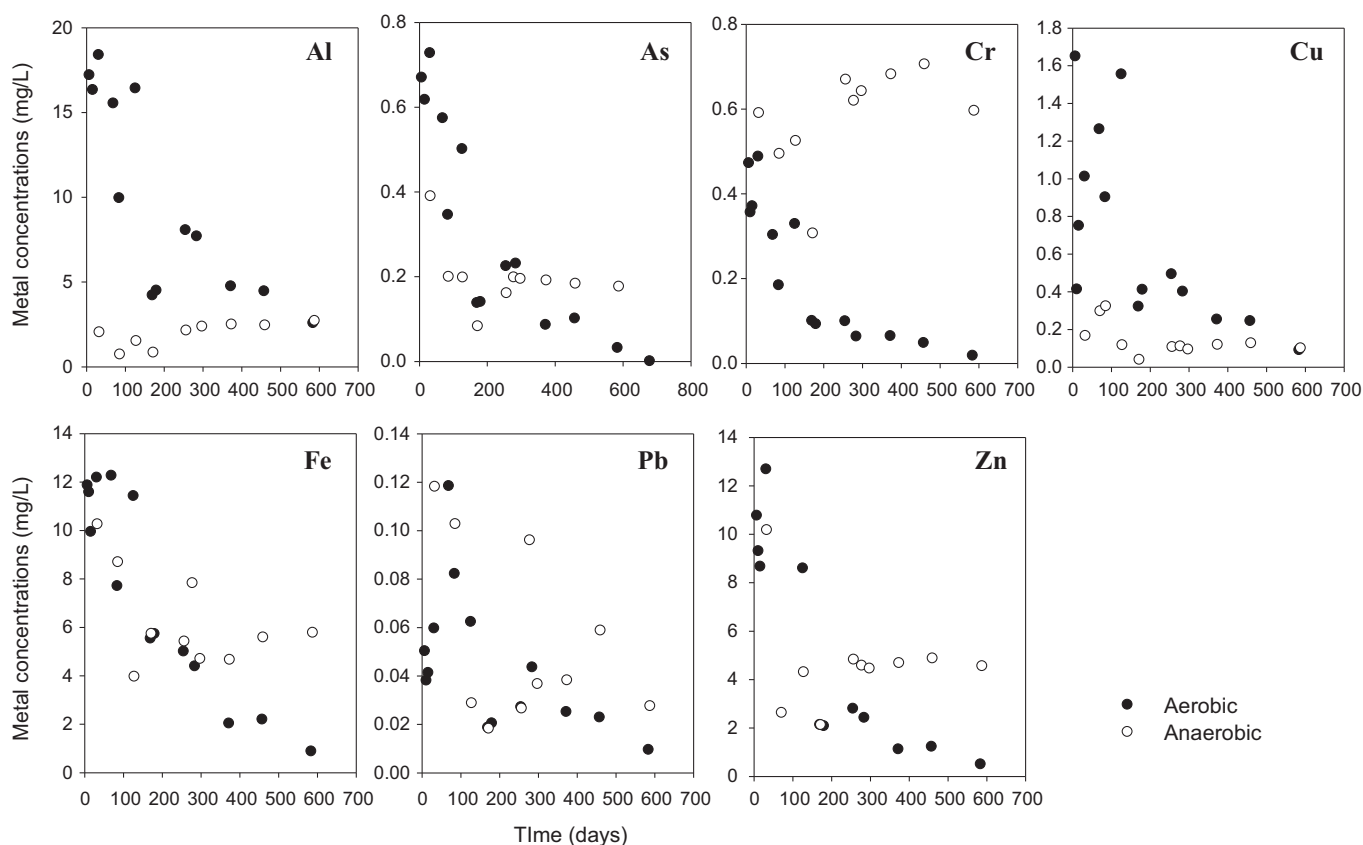 Al
As
Cr
Cu
Metal concentrations (mg/L)
20
15
10
5
0
0 100 200 300 400 500 600 700
0.8
0.6
0.4
0.2
0.0
0 200 400 600 800
0.8
0.6
0.4
0.2
0.0
0 100 200 300 400 500 600 700
1.8
1.6
1.4
1.2
1.0
0.8
0.6
0.4
0.2
0.0
0 100 200 300 400 500 600 700
Fe
Pb
Zn
Metal concentrations (mg/L)
14
12
10
8
6
4
2
0
0 100 200 300 400 500 600 700
0.14
0.12
0.10
0.08
0.06
0.04
0.02
0.00
0 100 200 300 400 500 600 700
14
12
10
8
6
4
2
0
0 100 200 300 400 500 600 700
Aerobic
Anaerobic
TIme (days)